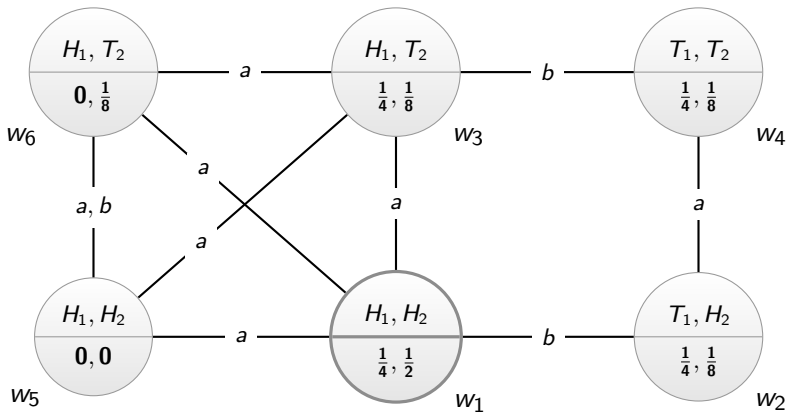 H₁, T₂
0, 1/8
w₆
a
H₁, T₂
1/4, 1/8
w₃
b
T₁, T₂
1/4, 1/8
w₄
a
a, b
a
a
a
H₁, H₂
0, 0
w₅
a
H₁, H₂
1/4, 1/2
w₁
b
T₁, H₂
1/4, 1/8
w₂